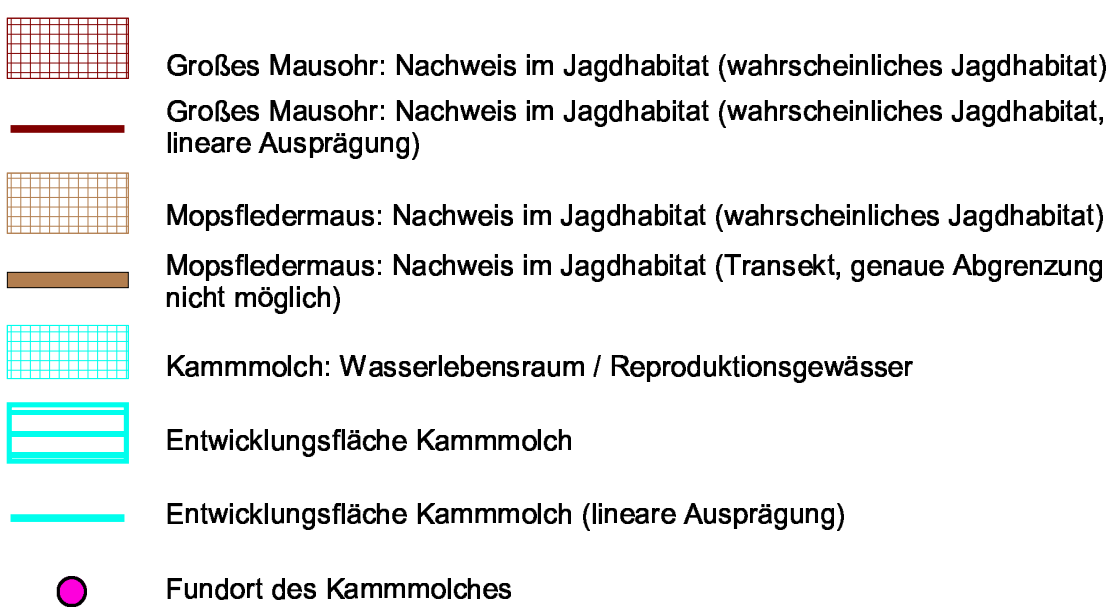 Großes Mausohr: Nachweis im Jagdhabitat (wahrscheinliches Jagdhabitat)
Großes Mausohr: Nachweis im Jagdhabitat (wahrscheinliches Jagdhabitat,
lineare Ausprägung)
Mopsfledermaus: Nachweis im Jagdhabitat (wahrscheinliches Jagdhabitat)
Mopsfledermaus: Nachweis im Jagdhabitat (Transekt, genaue Abgrenzung
nicht möglich)
Kammmolch: Wasserlebensraum / Reproduktionsgewässer
Entwicklungsfläche Kammmolch
Entwicklungsfläche Kammmolch (lineare Ausprägung)
Fundort des Kammmolches